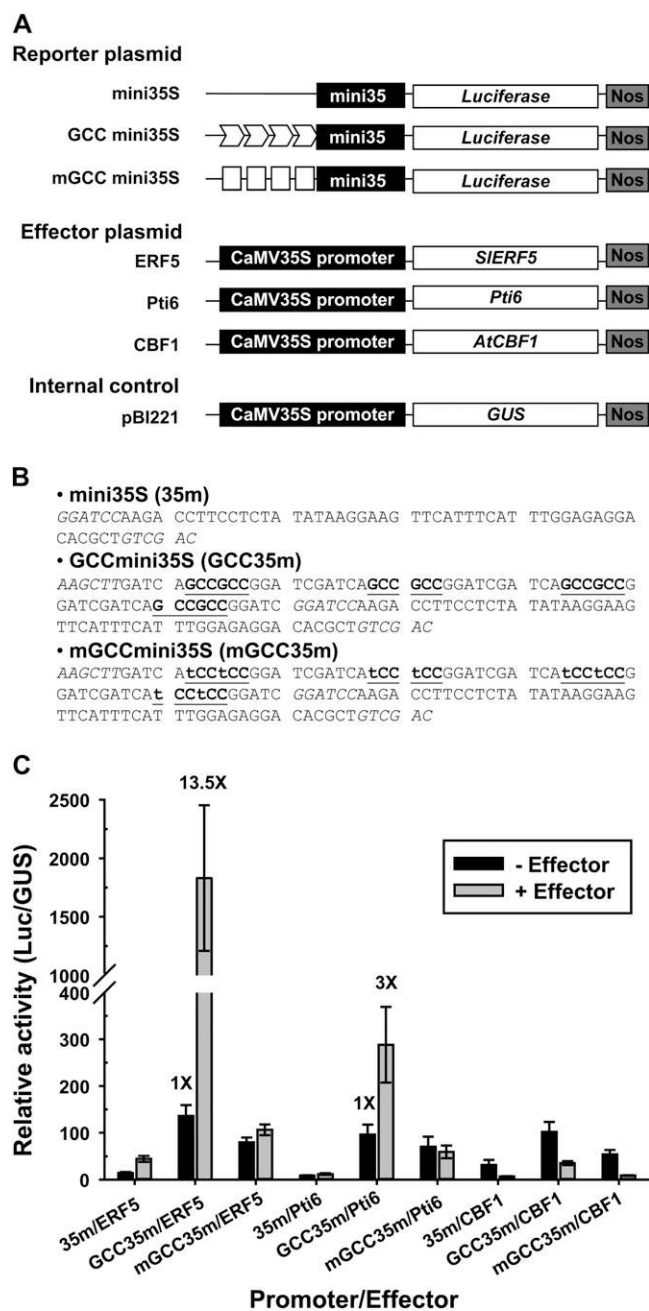 A
Reporter plasmid
mini35S mini35 Luciferase Nos
GCC mini35S mini35 Luciferase Nos
mGCC mini35S mini35 Luciferase Nos
Effector plasmid
ERF5 CaMV35S promoter SlERF5 Nos
Pti6 CaMV35S promoter Pti6 Nos
CBF1 CaMV35S promoter AtCBF1 Nos
Internal control
pBI221 CaMV35S promoter GUS Nos
B
• mini35S (35m)
GGATCCAAGA CCTTCCTCTA TATAAGGAAG TTCATTTCAT TTGGAGAGGA
CACGCTGTCG AC
• GCCmini35S (GCC35m)
AAGCTTGATC AGCCGCCGGA TCGATCAGCC GCCGGATCGA TCAGCCGCCG
GATCGATCAG CCGCCGGATC GGATCCAAGA CCTTCCTCTA TATAAGGAAG
TTCATTTCAT TTGGAGAGGA CACGCTGTCG AC
• mGCCmini35S (mGCC35m)
AAGCTTGATC AtCCtCCGGA TCGATCAtCC tCCGGATCGA TCAtCCtCCG
GATCGATCAt CCtCCGGATC GGATCCAAGA CCTTCCTCTA TATAAGGAAG
TTCATTTCAT TTGGAGAGGA CACGCTGTCG AC
C
13.5X
2500
2000
1500
1000
400
300
200
100
0
1X
1X
3X
- Effector
+ Effector
Relative activity (Luc/GUS)
35m/ERF5
GCC35m/ERF5
mGCC35m/ERF5
35m/Pti6
GCC35m/Pti6
mGCC35m/Pti6
35m/CBF1
GCC35m/CBF1
mGCC35m/CBF1
Promoter/Effector